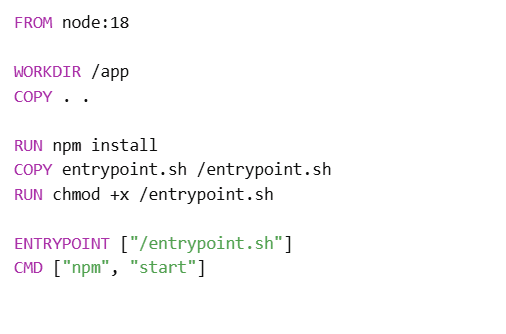 FROM node:18
WORKDIR /app
COPY . .
RUN npm install
COPY entrypoint.sh /entrypoint.sh
RUN chmod +x /entrypoint.sh
ENTRYPOINT ["/entrypoint.sh"]
CMD ["npm", "start"]